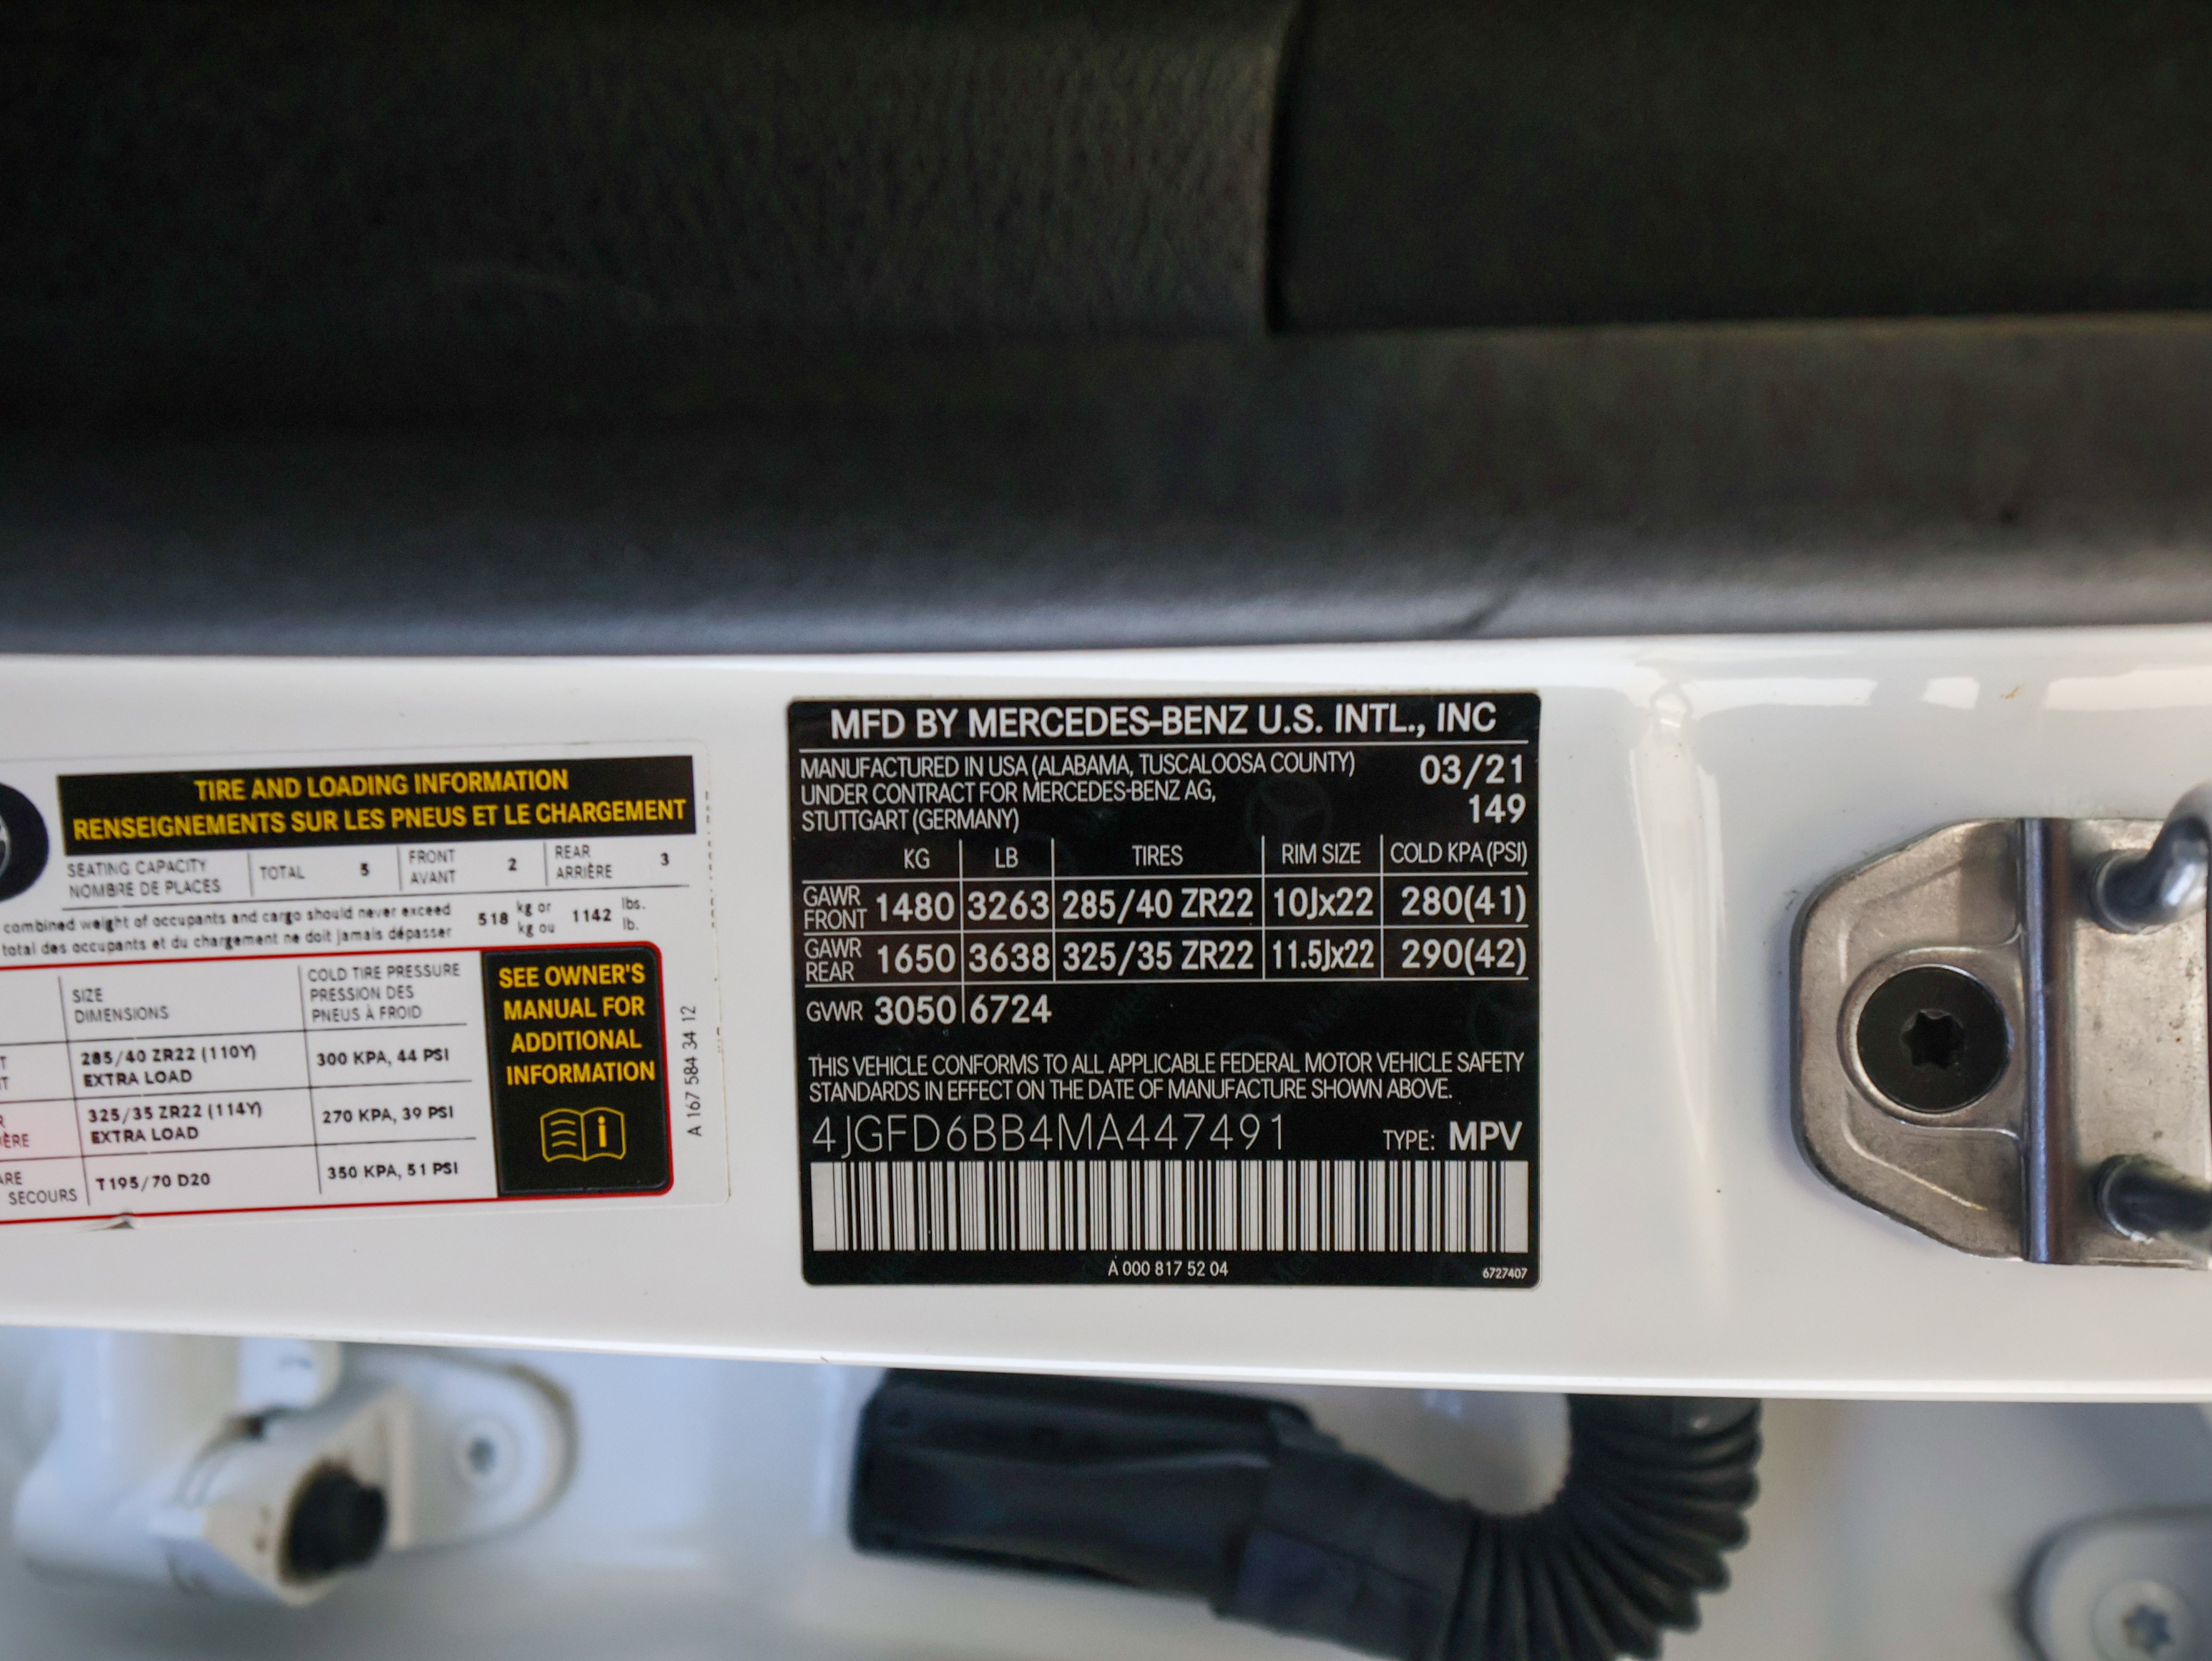 TIRE AND LOADING INFORMATION
RENSEIGNEMENTS SUR LES PNEUS ET LE CHARGEMENT
SEATING CAPACITY
NOMBRE DE PLACES
TOTAL 5
FRONT
AVANT
2
REAR
ARRIÈRE
3
combined weight of occupants and cargo should never exceed
total des occupants et du chargement ne doit jamais dépasser
518 kg or
kg ou
1142 lbs.
lb.
SIZE
DIMENSIONS
COLD TIRE PRESSURE
PRESSION DES
PNEUS À FROID
285/40 ZR22 (110Y)
EXTRA LOAD
300 KPA, 44 PSI
325/35 ZR22 (114Y)
EXTRA LOAD
270 KPA, 39 PSI
SECOURS
T195/70 D20
350 KPA, 51 PSI
SEE OWNER'S
MANUAL FOR
ADDITIONAL
INFORMATION
A 167 584 34 12
MFD BY MERCEDES-BENZ U.S. INTL., INC
MANUFACTURED IN USA (ALABAMA, TUSCALOOSA COUNTY) 03/21
UNDER CONTRACT FOR MERCEDES-BENZ AG,
STUTTGART (GERMANY) 149
KG LB TIRES RIM SIZE COLD KPA (PSI)
GAWR
FRONT
1480 3263 285/40 ZR22 10Jx22 280(41)
GAWR
REAR
1650 3638 325/35 ZR22 11.5Jx22 290(42)
GVWR 3050 6724
THIS VEHICLE CONFORMS TO ALL APPLICABLE FEDERAL MOTOR VEHICLE SAFETY
STANDARDS IN EFFECT ON THE DATE OF MANUFACTURE SHOWN ABOVE.
4JGFD6BB4MA447491 TYPE: MPV
A 000 817 52 04
6727407